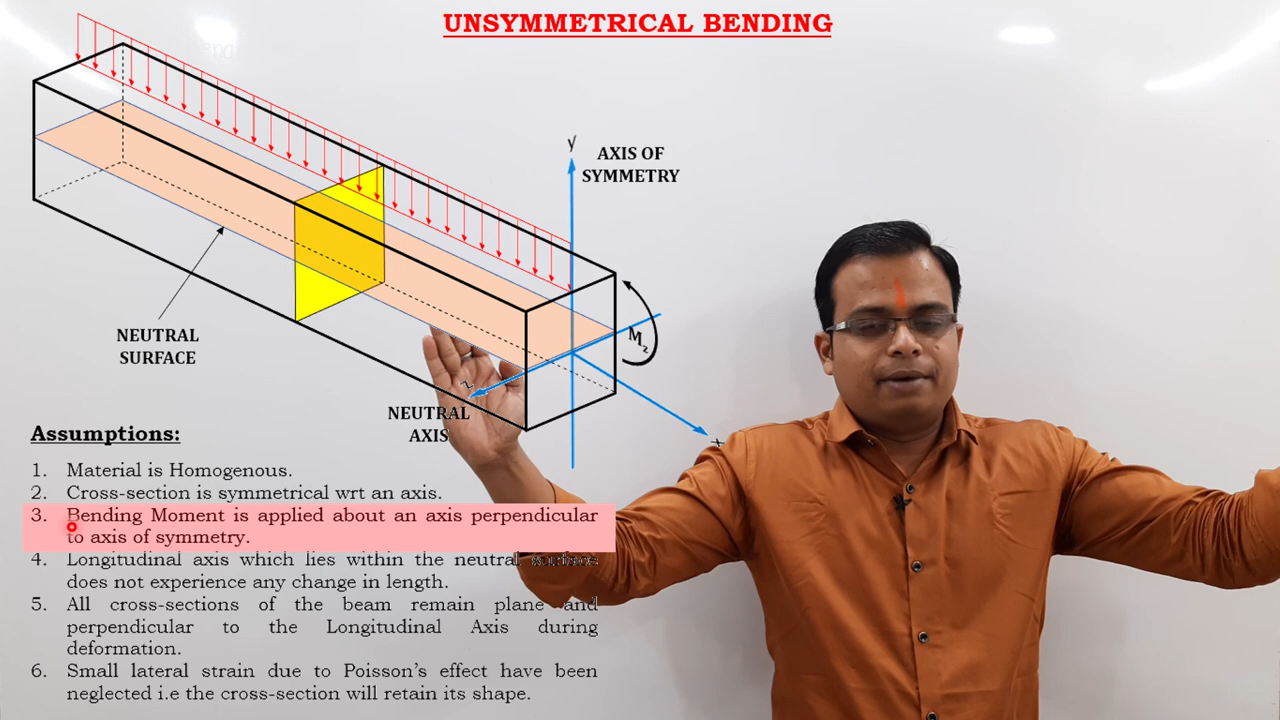 UNSYMMETRICAL BENDING
y
AXIS OF
SYMMETRY
M_z
NEUTRAL
SURFACE
z
NEUTRAL
AXIS
x
Assumptions:
1. Material is Homogenous.
2. Cross-section is symmetrical wrt an axis.
3. Bending Moment is applied about an axis perpendicular
to axis of symmetry.
4. Longitudinal axis which lies within the neutral surface
does not experience any change in length.
5. All cross-sections of the beam remain plane and
perpendicular to the Longitudinal Axis during
deformation.
6. Small lateral strain due to Poisson's effect have been
neglected i.e the cross-section will retain its shape.